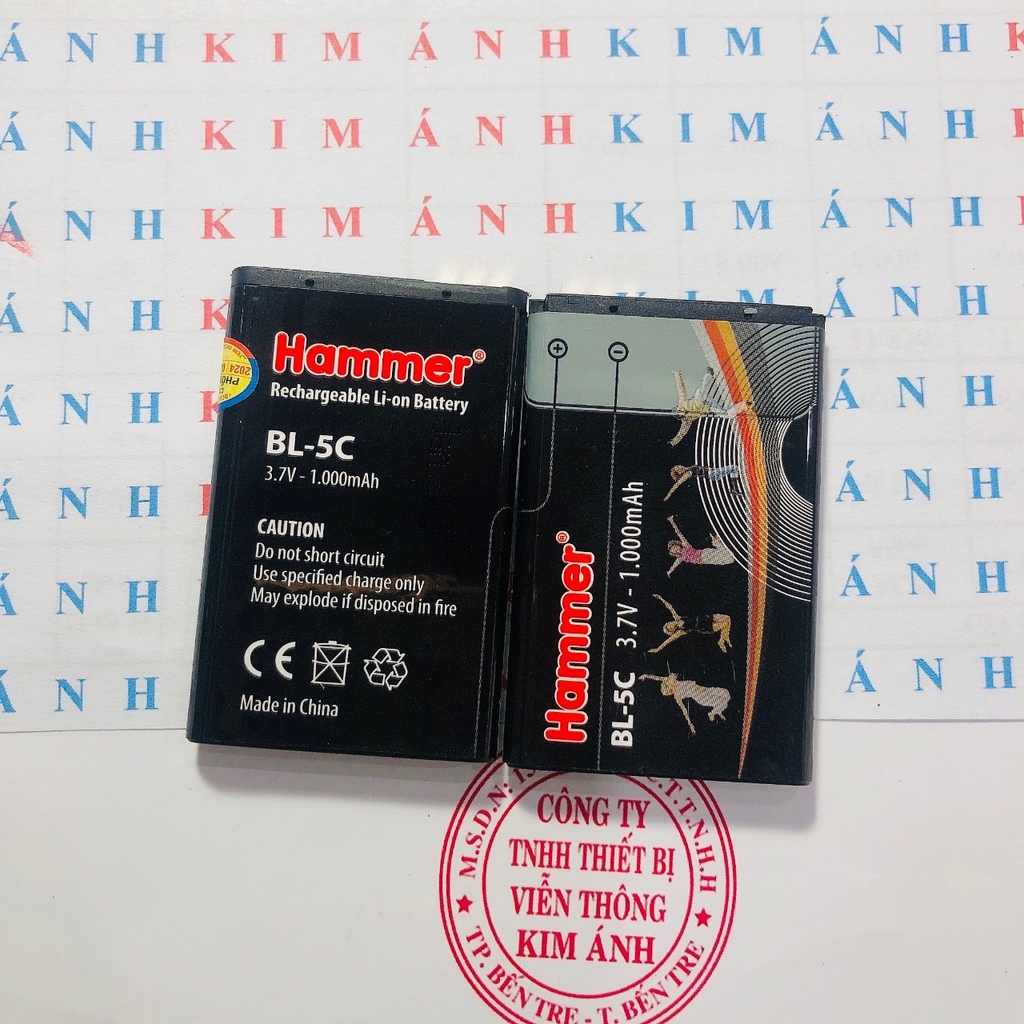 Á N H K I M Á N H K I M Á N H K
Á N H K I M Á N H K I M Á N H K
Á N H K I M Á N H K I M Á N H
Á N H K
Á N H K Á N H
Á N H K Á N H
Á N H K Á N H
Á N H K Á N H
Hammer®
Rechargeable Li-on Battery
BL-5C
3.7V - 1.000mAh
CAUTION
Do not short circuit
Use specified charge only
May explode if disposed in fire
CE
Made in China
2024
+ -
Hammer®
BL-5C 3.7V - 1.000mAh
M.S.D.N: 1
C.T.T.N.H.H
CÔNG TY
TNHH THIẾT BỊ
VIỄN THÔNG
KIM ÁNH
TP. BẾN TRE - T. BẾN TRE